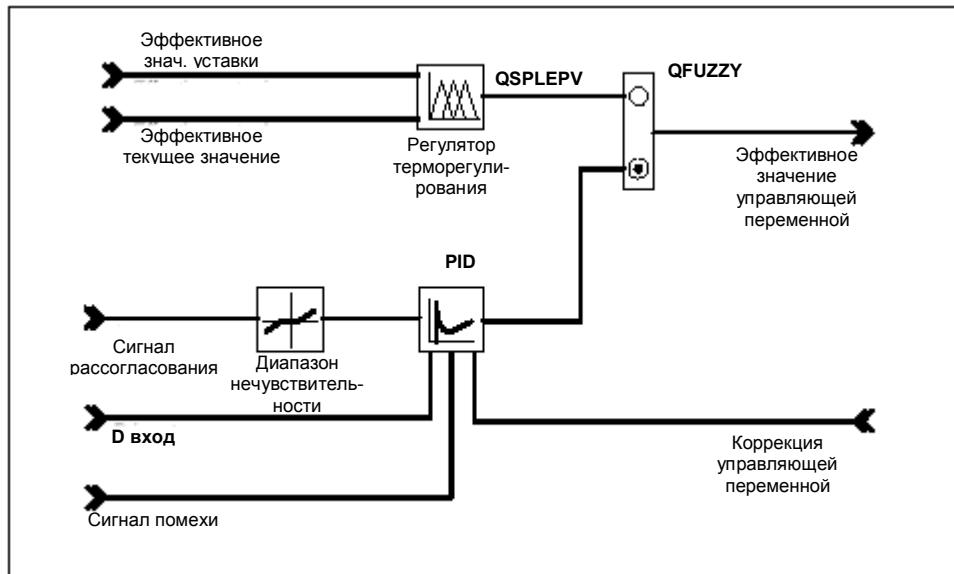 Эффективное
знач. уставки
QSPLEPV
QFUZZY
Эффективное
текущее значение
Регулятор
терморегули-
рования
Эффективное
значение
управляющей
переменной
PID
Сигнал
рассогласования
Диапазон
нечувствитель-
ности
D вход
Коррекция
управляющей
переменной
Сигнал помехи